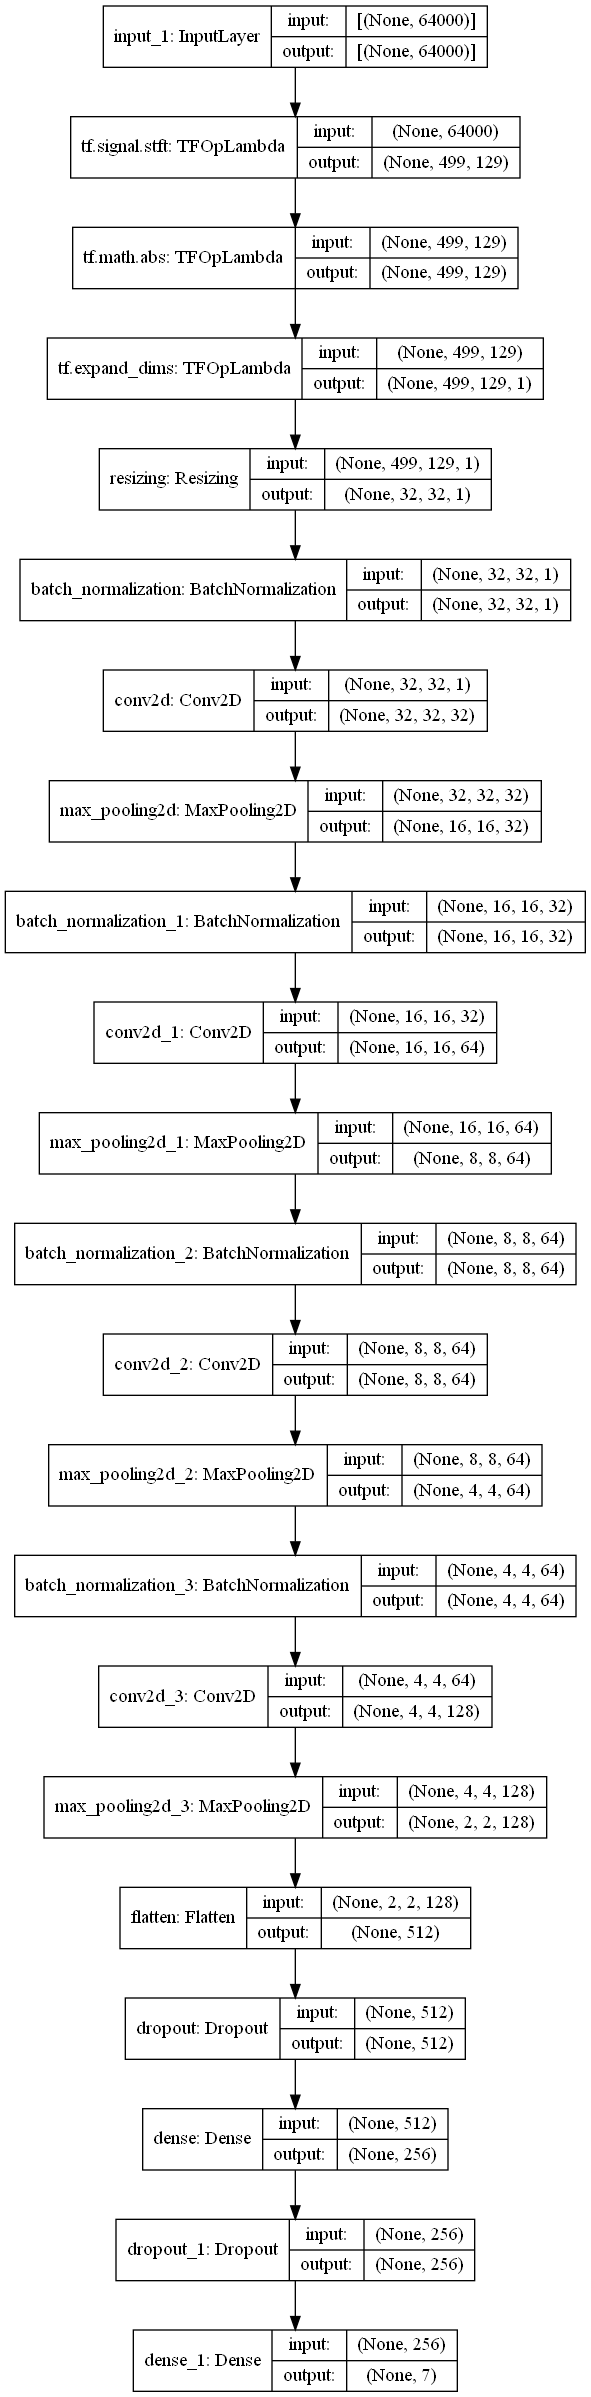 input_1: InputLayer
input: [(None, 64000)]
output: [(None, 64000)]
tf.signal.stft: TFOpLambda
input: (None, 64000)
output: (None, 499, 129)
tf.math.abs: TFOpLambda
input: (None, 499, 129)
output: (None, 499, 129)
tf.expand_dims: TFOpLambda
input: (None, 499, 129)
output: (None, 499, 129, 1)
resizing: Resizing
input: (None, 499, 129, 1)
output: (None, 32, 32, 1)
batch_normalization: BatchNormalization
input: (None, 32, 32, 1)
output: (None, 32, 32, 1)
conv2d: Conv2D
input: (None, 32, 32, 1)
output: (None, 32, 32, 32)
max_pooling2d: MaxPooling2D
input: (None, 32, 32, 32)
output: (None, 16, 16, 32)
batch_normalization_1: BatchNormalization
input: (None, 16, 16, 32)
output: (None, 16, 16, 32)
conv2d_1: Conv2D
input: (None, 16, 16, 32)
output: (None, 16, 16, 64)
max_pooling2d_1: MaxPooling2D
input: (None, 16, 16, 64)
output: (None, 8, 8, 64)
batch_normalization_2: BatchNormalization
input: (None, 8, 8, 64)
output: (None, 8, 8, 64)
conv2d_2: Conv2D
input: (None, 8, 8, 64)
output: (None, 8, 8, 64)
max_pooling2d_2: MaxPooling2D
input: (None, 8, 8, 64)
output: (None, 4, 4, 64)
batch_normalization_3: BatchNormalization
input: (None, 4, 4, 64)
output: (None, 4, 4, 64)
conv2d_3: Conv2D
input: (None, 4, 4, 64)
output: (None, 4, 4, 128)
max_pooling2d_3: MaxPooling2D
input: (None, 4, 4, 128)
output: (None, 2, 2, 128)
flatten: Flatten
input: (None, 2, 2, 128)
output: (None, 512)
dropout: Dropout
input: (None, 512)
output: (None, 512)
dense: Dense
input: (None, 512)
output: (None, 256)
dropout_1: Dropout
input: (None, 256)
output: (None, 256)
dense_1: Dense
input: (None, 256)
output: (None, 7)